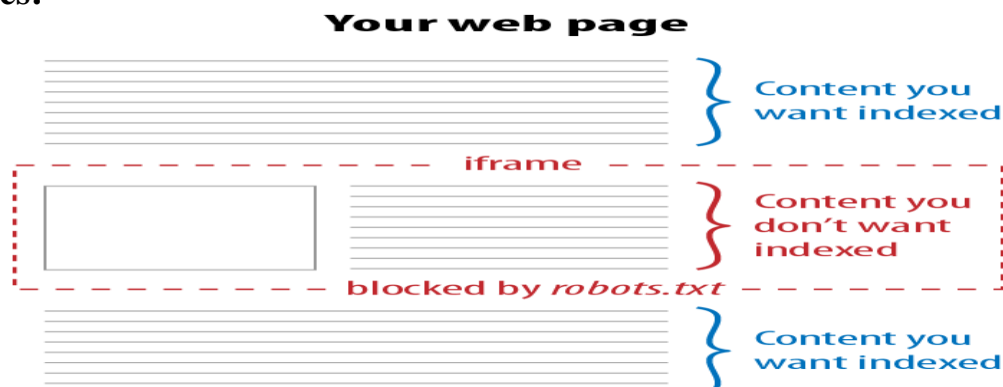 es:
Your web page
Content you
want indexed
iframe
Content you
don't want
indexed
blocked by robots.txt
Content you
want indexed